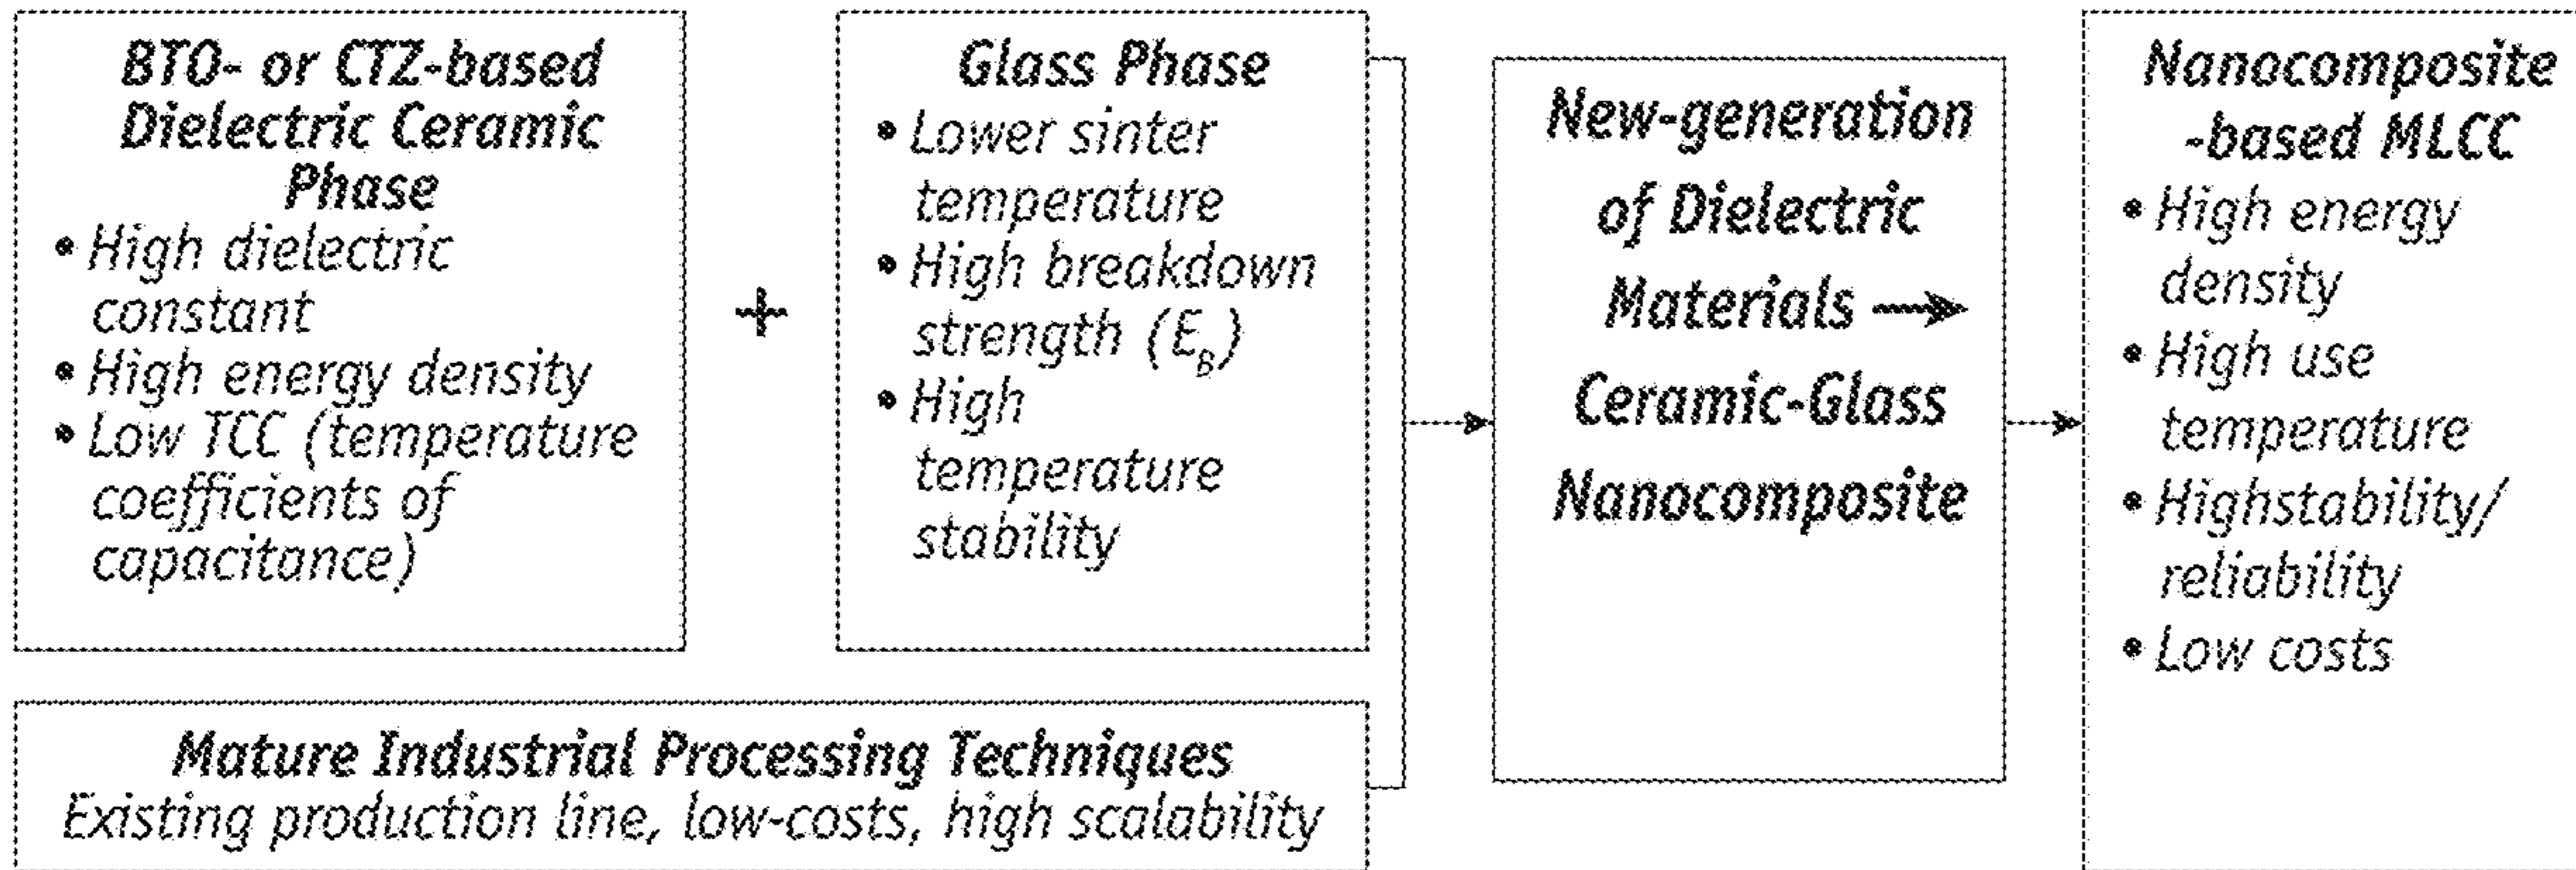 BTO- or CTZ-based
Dielectric Ceramic
Phase
• High dielectric
constant
• High energy density
• Low TCC (temperature
coefficients of
capacitance)
+
Glass Phase
• Lower sinter
temperature
• High breakdown
strength (E_B)
• High
temperature
stability
Mature Industrial Processing Techniques
Existing production line, low-costs, high scalability
New-generation
of Dielectric
Materials →
Ceramic-Glass
Nanocomposite
Nanocomposite
-based MLCC
• High energy
density
• High use
temperature
• Highstability/
reliability
• Low costs